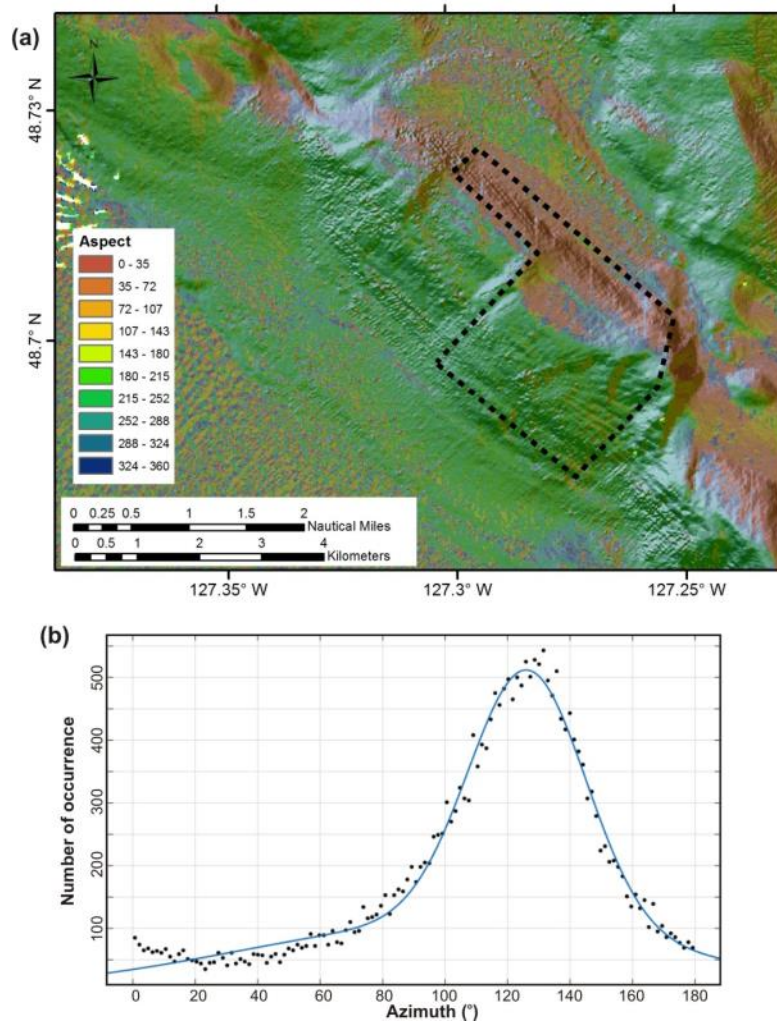 (a)
Z
48.73° N
48.7° N
Aspect
0 - 35
35 - 72
72 - 107
107 - 143
143 - 180
180 - 215
215 - 252
252 - 288
288 - 324
324 - 360
0 0.25 0.5 1 1.5 2
Nautical Miles
0 0.5 1 2 3 4
Kilometers
127.35° W 127.3° W 127.25° W
(b)
Number of occurrence
500
400
300
200
100
0 20 40 60 80 100 120 140 160 180
Azimuth (°)